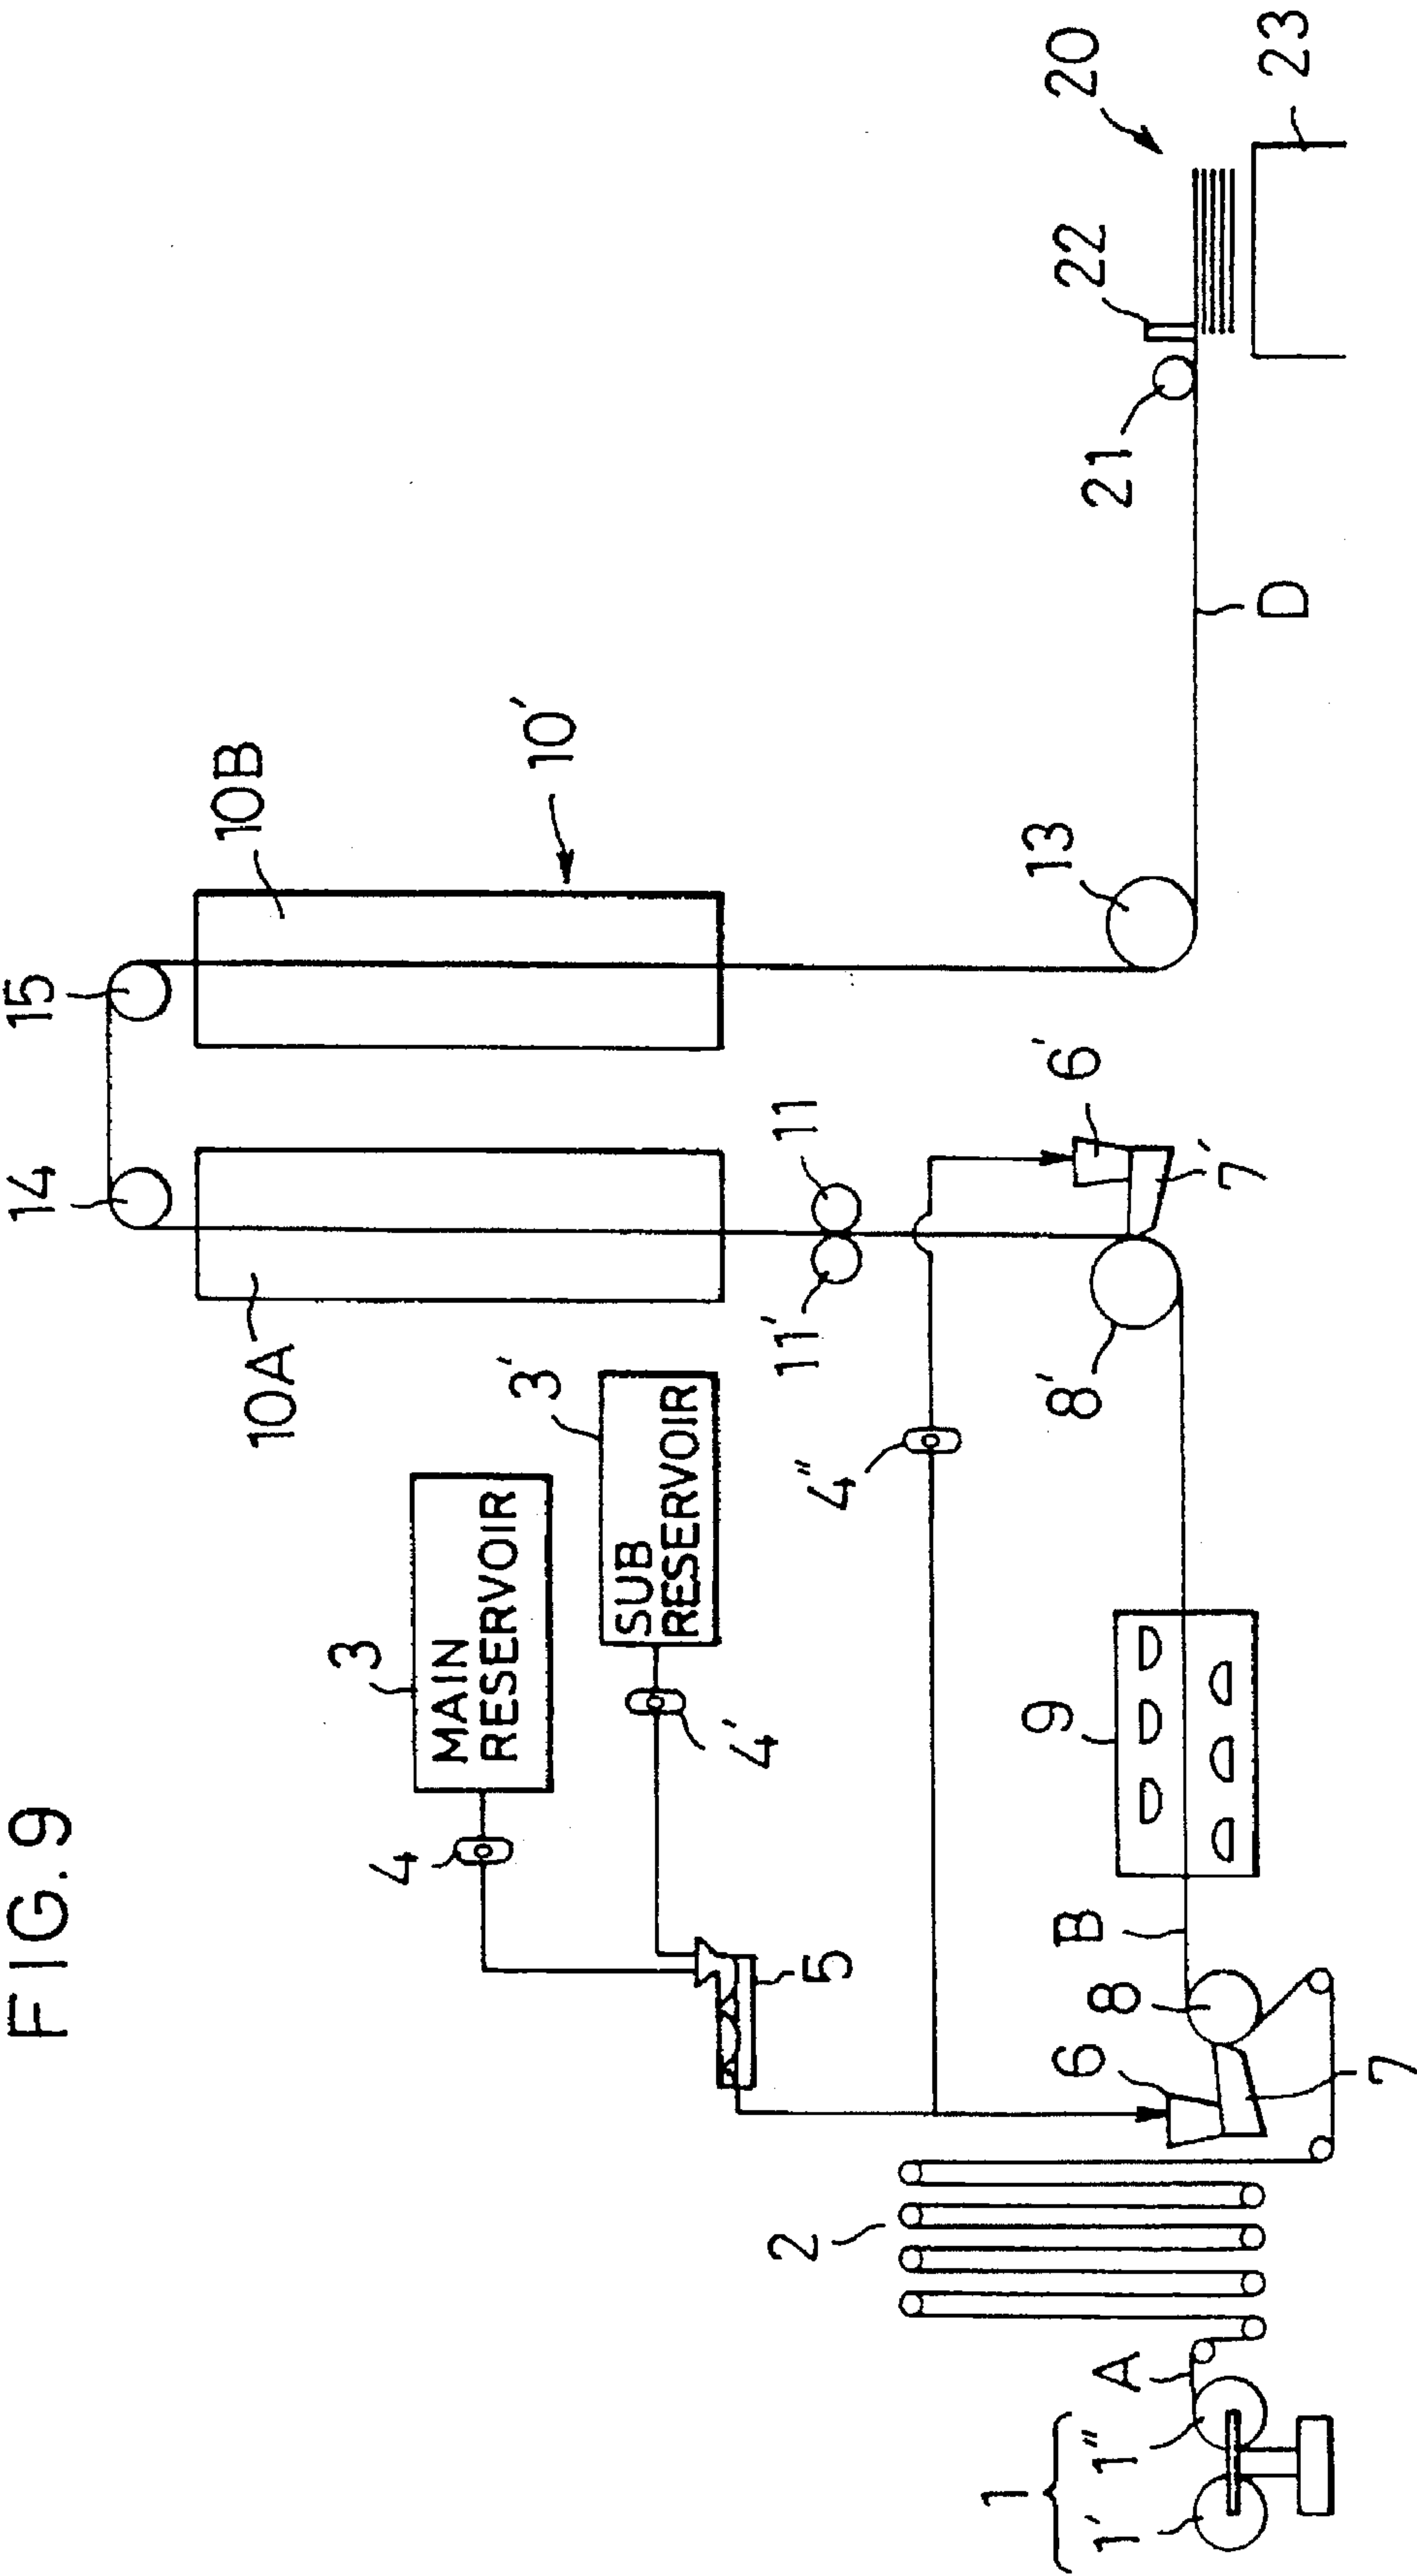 FIG. 9
15
14
10B
10A
10'
3
MAIN
RESERVOIR
3'
SUB
RESERVOIR
4
4'
5
11
11'
4"
6'
7'
8'
13
D
21
22
20
23
2
6
7
8
B
9
A
1
1'
1"